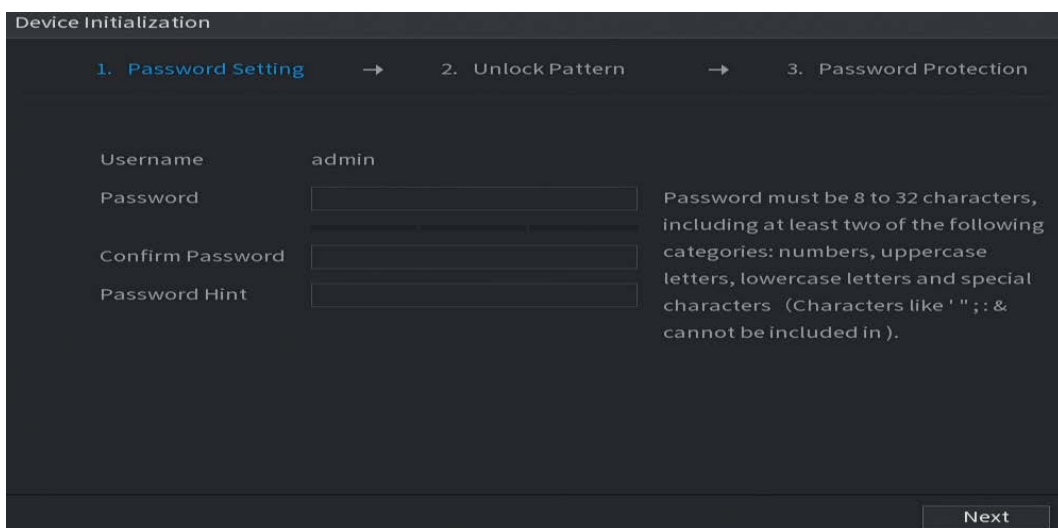 Device Initialization
1. Password Setting → 2. Unlock Pattern → 3. Password Protection
Username admin
Password
Password must be 8 to 32 characters,
including at least two of the following
categories: numbers, uppercase
letters, lowercase letters and special
characters (Characters like ' " ; : &
cannot be included in ).
Confirm Password
Password Hint
Next